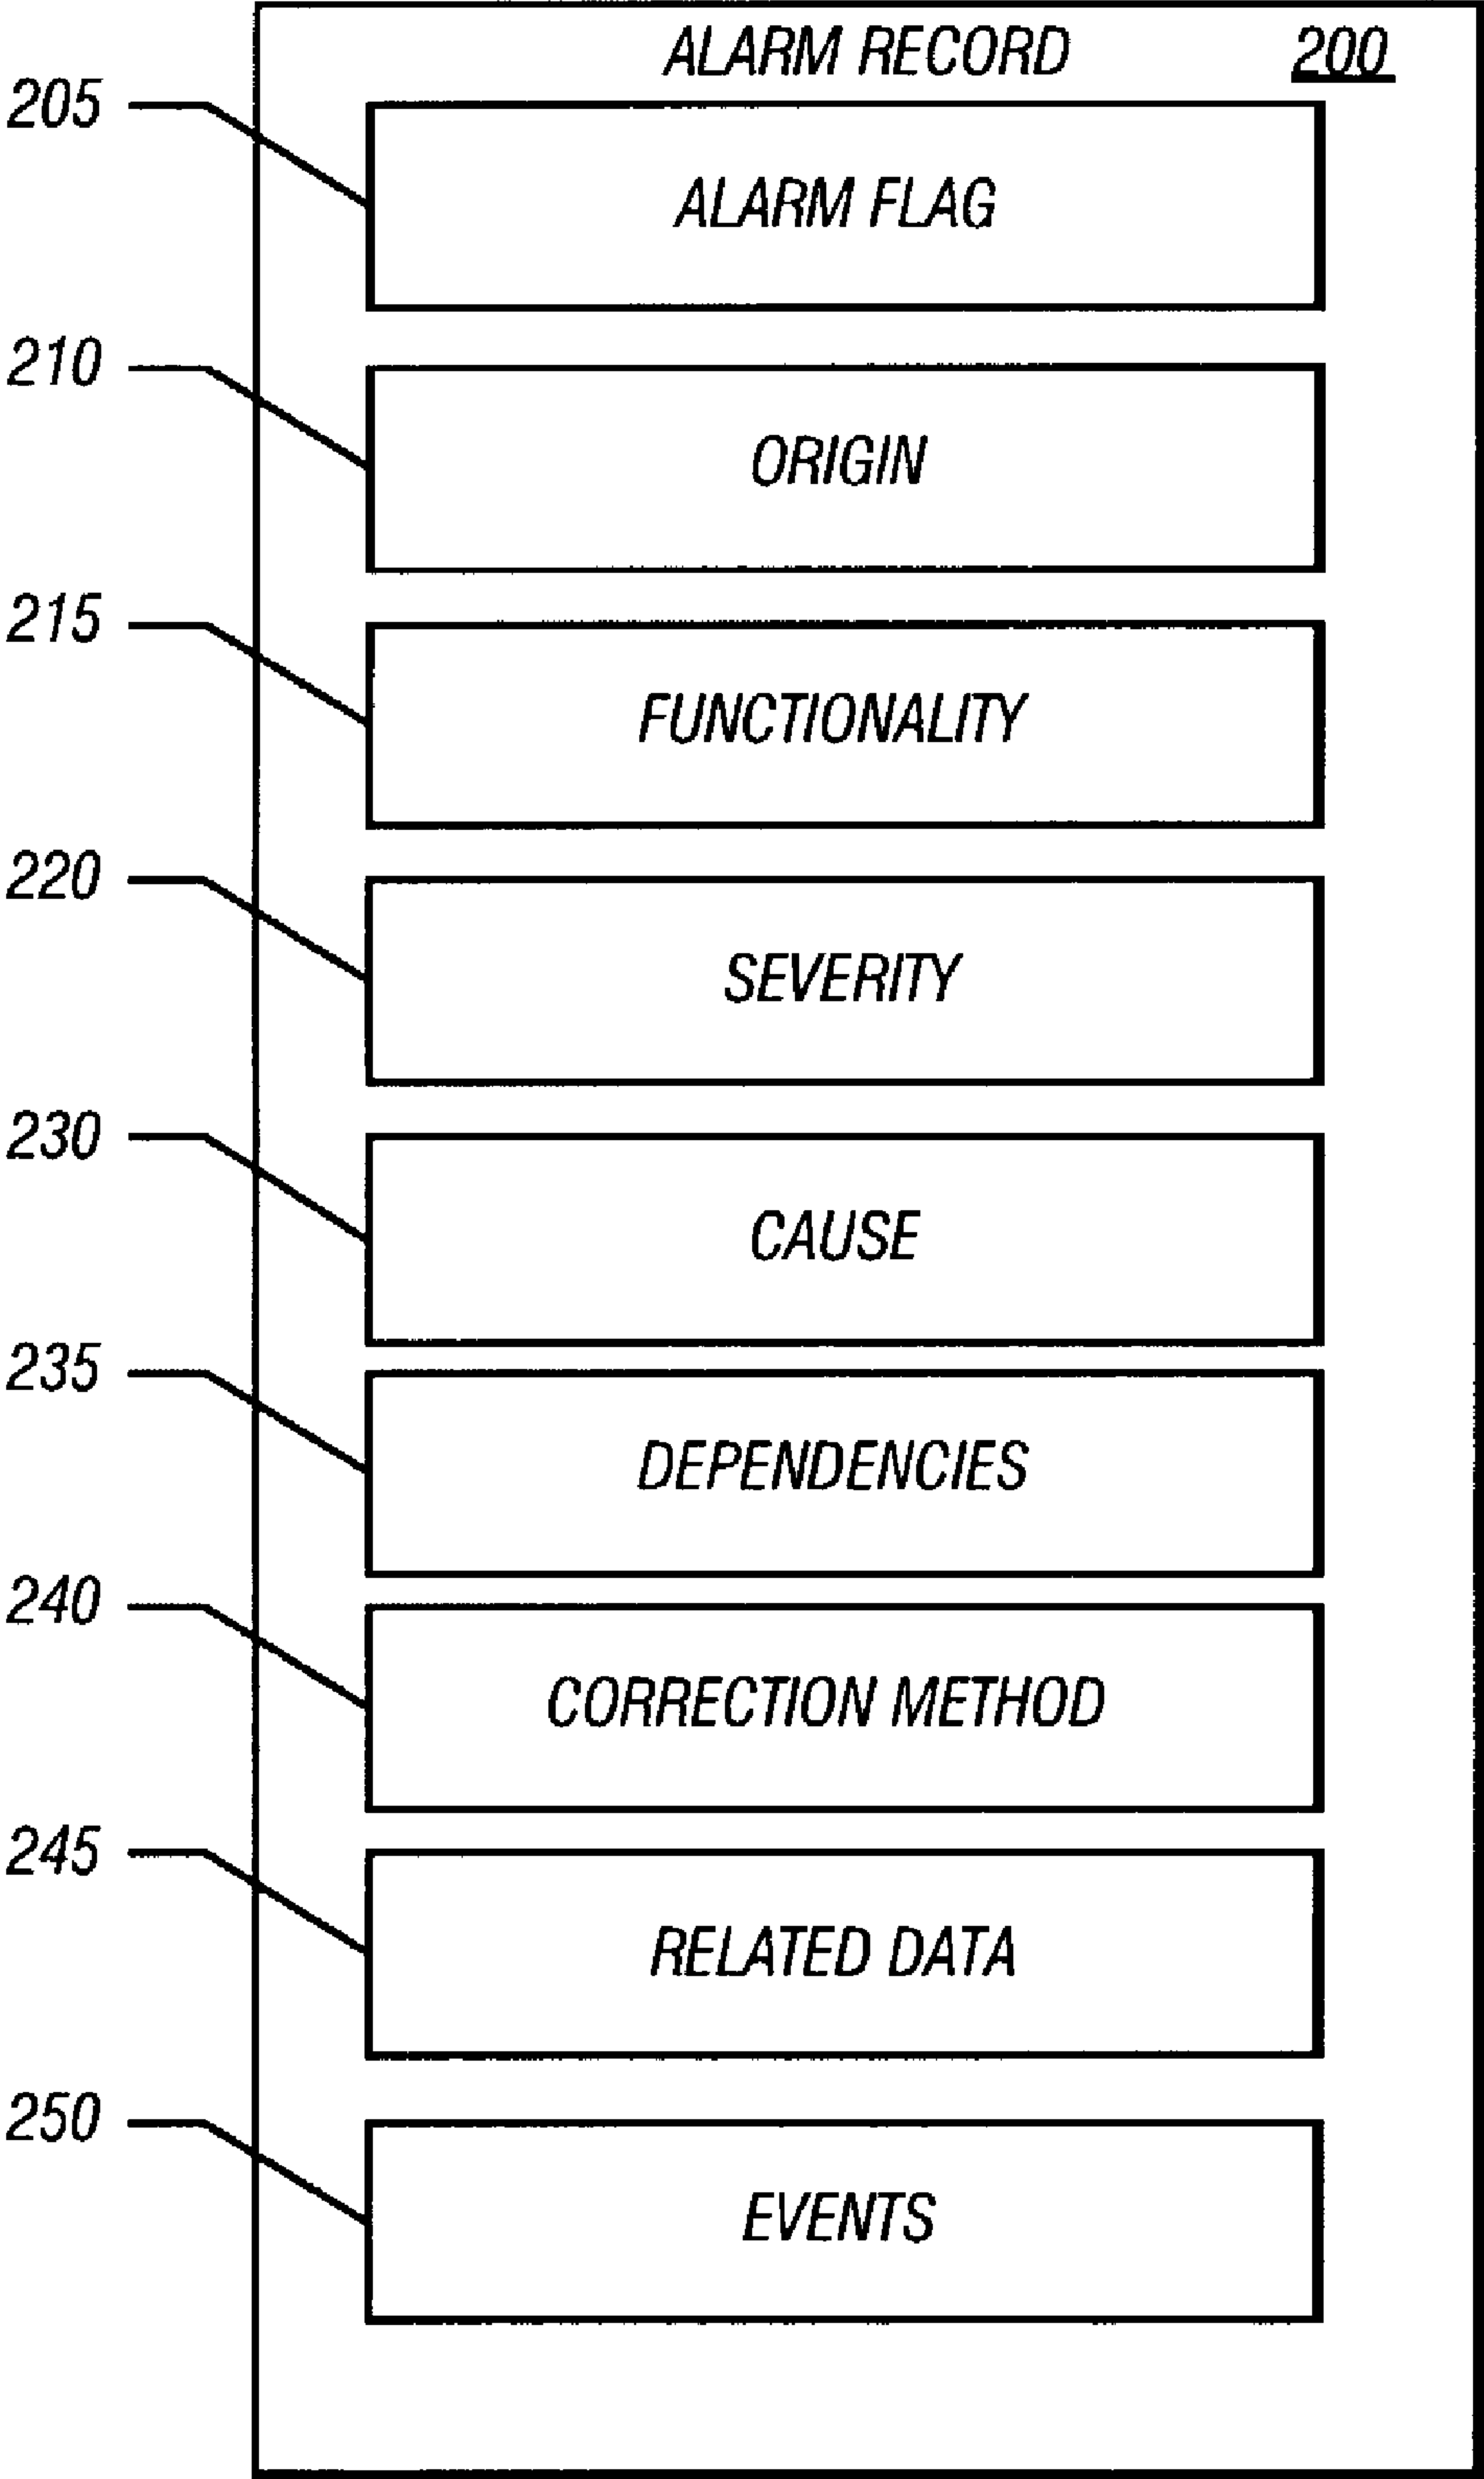 ALARM RECORD 200
205 ALARM FLAG
210 ORIGIN
215 FUNCTIONALITY
220 SEVERITY
230 CAUSE
235 DEPENDENCIES
240 CORRECTION METHOD
245 RELATED DATA
250 EVENTS